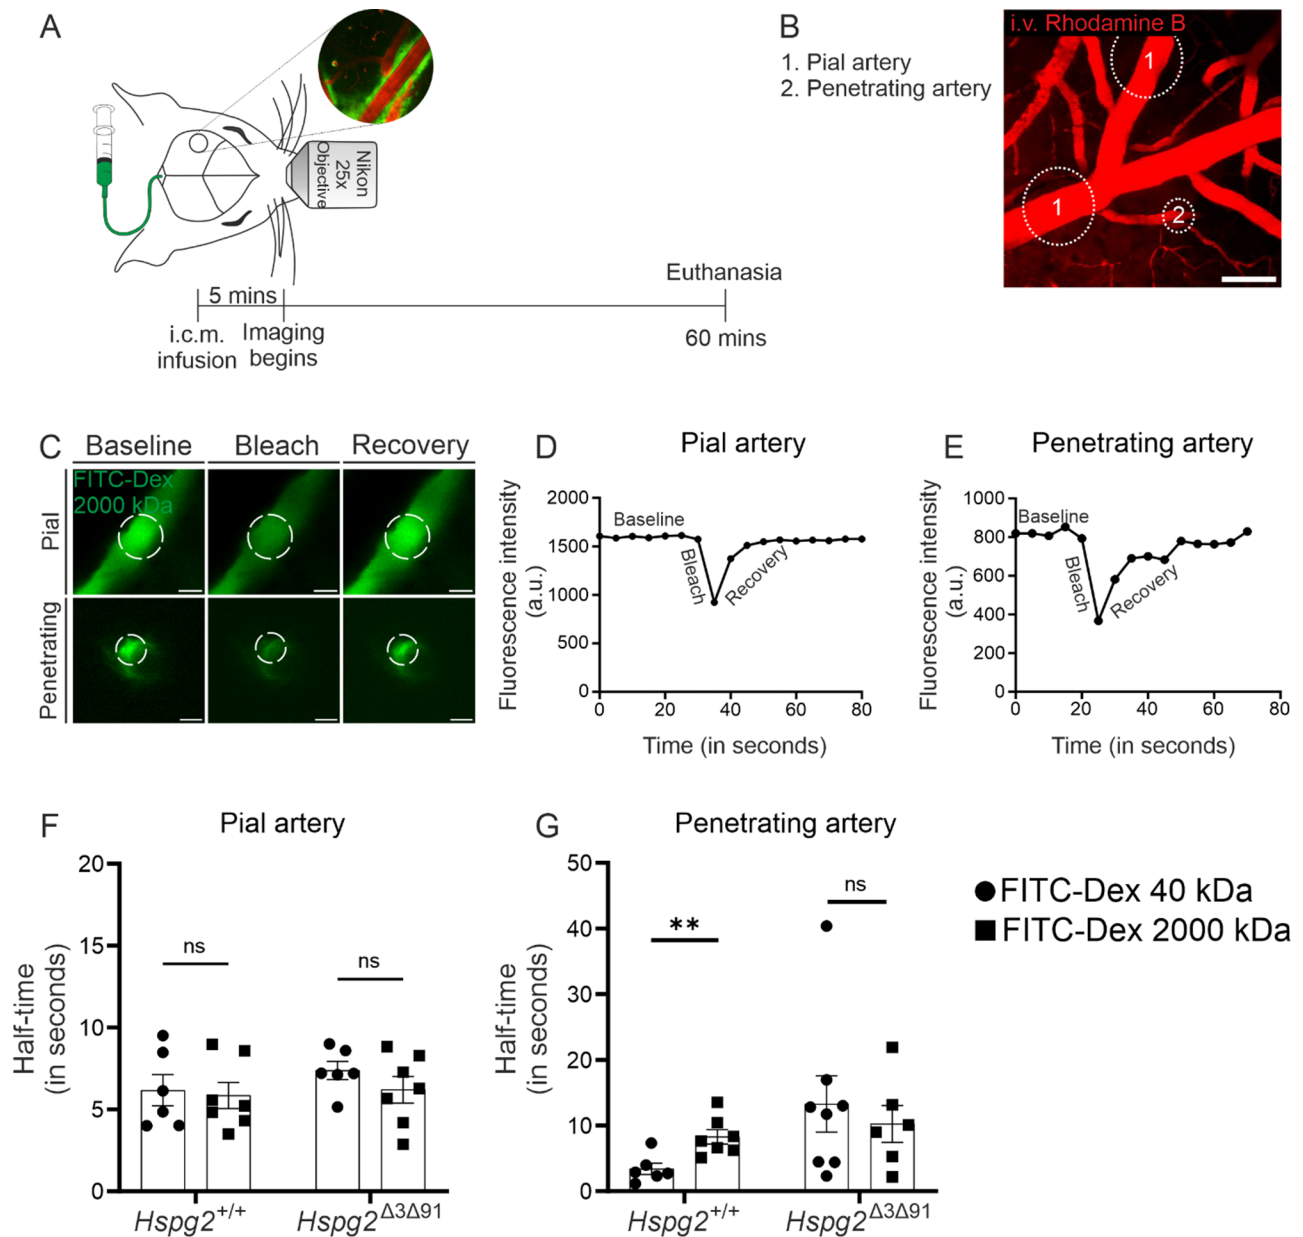 A
Nikon
25x
Objective
5 mins
Euthanasia
i.c.m.
infusion
Imaging
begins
60 mins
B
1. Pial artery
2. Penetrating artery
i.v. Rhodamine B
1
1
2
C
Baseline
Bleach
Recovery
FITC-Dex
2000 kDa
Pial
Penetrating
D
Pial artery
Fluorescence intensity
(a.u.)
2000
1500
1000
500
0
Baseline
Bleach
Recovery
0 20 40 60 80
Time (in seconds)
E
Penetrating artery
Fluorescence intensity
(a.u.)
1000
800
600
400
200
0
Baseline
Bleach
Recovery
0 20 40 60 80
Time (in seconds)
F
Pial artery
Half-time
(in seconds)
20
15
10
5
0
ns
ns
Hspg2+/+
Hspg2Δ3Δ91
G
Penetrating artery
Half-time
(in seconds)
50
40
30
20
10
0
**
ns
Hspg2+/+
Hspg2Δ3Δ91
FITC-Dex 40 kDa
FITC-Dex 2000 kDa